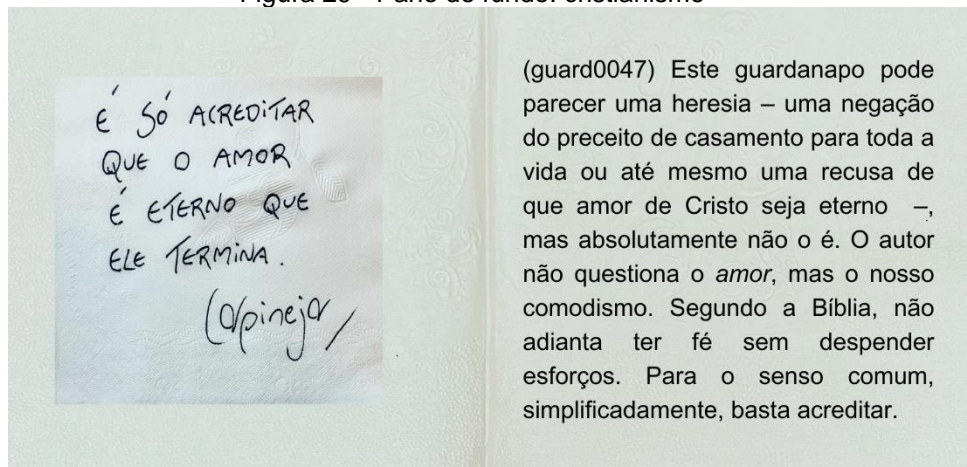 É SÓ ACREDITAR
QUE O AMOR
É ETERNO QUE
ELE TERMINA.
Carpinejar
(guard0047) Este guardanapo pode
parecer uma heresia – uma negação
do preceito de casamento para toda a
vida ou até mesmo uma recusa de
que amor de Cristo seja eterno –,
mas absolutamente não o é. O autor
não questiona o amor, mas o nosso
comodismo. Segundo a Bíblia, não
adianta ter fé sem despender
esforços. Para o senso comum,
simplificadamente, basta acreditar.